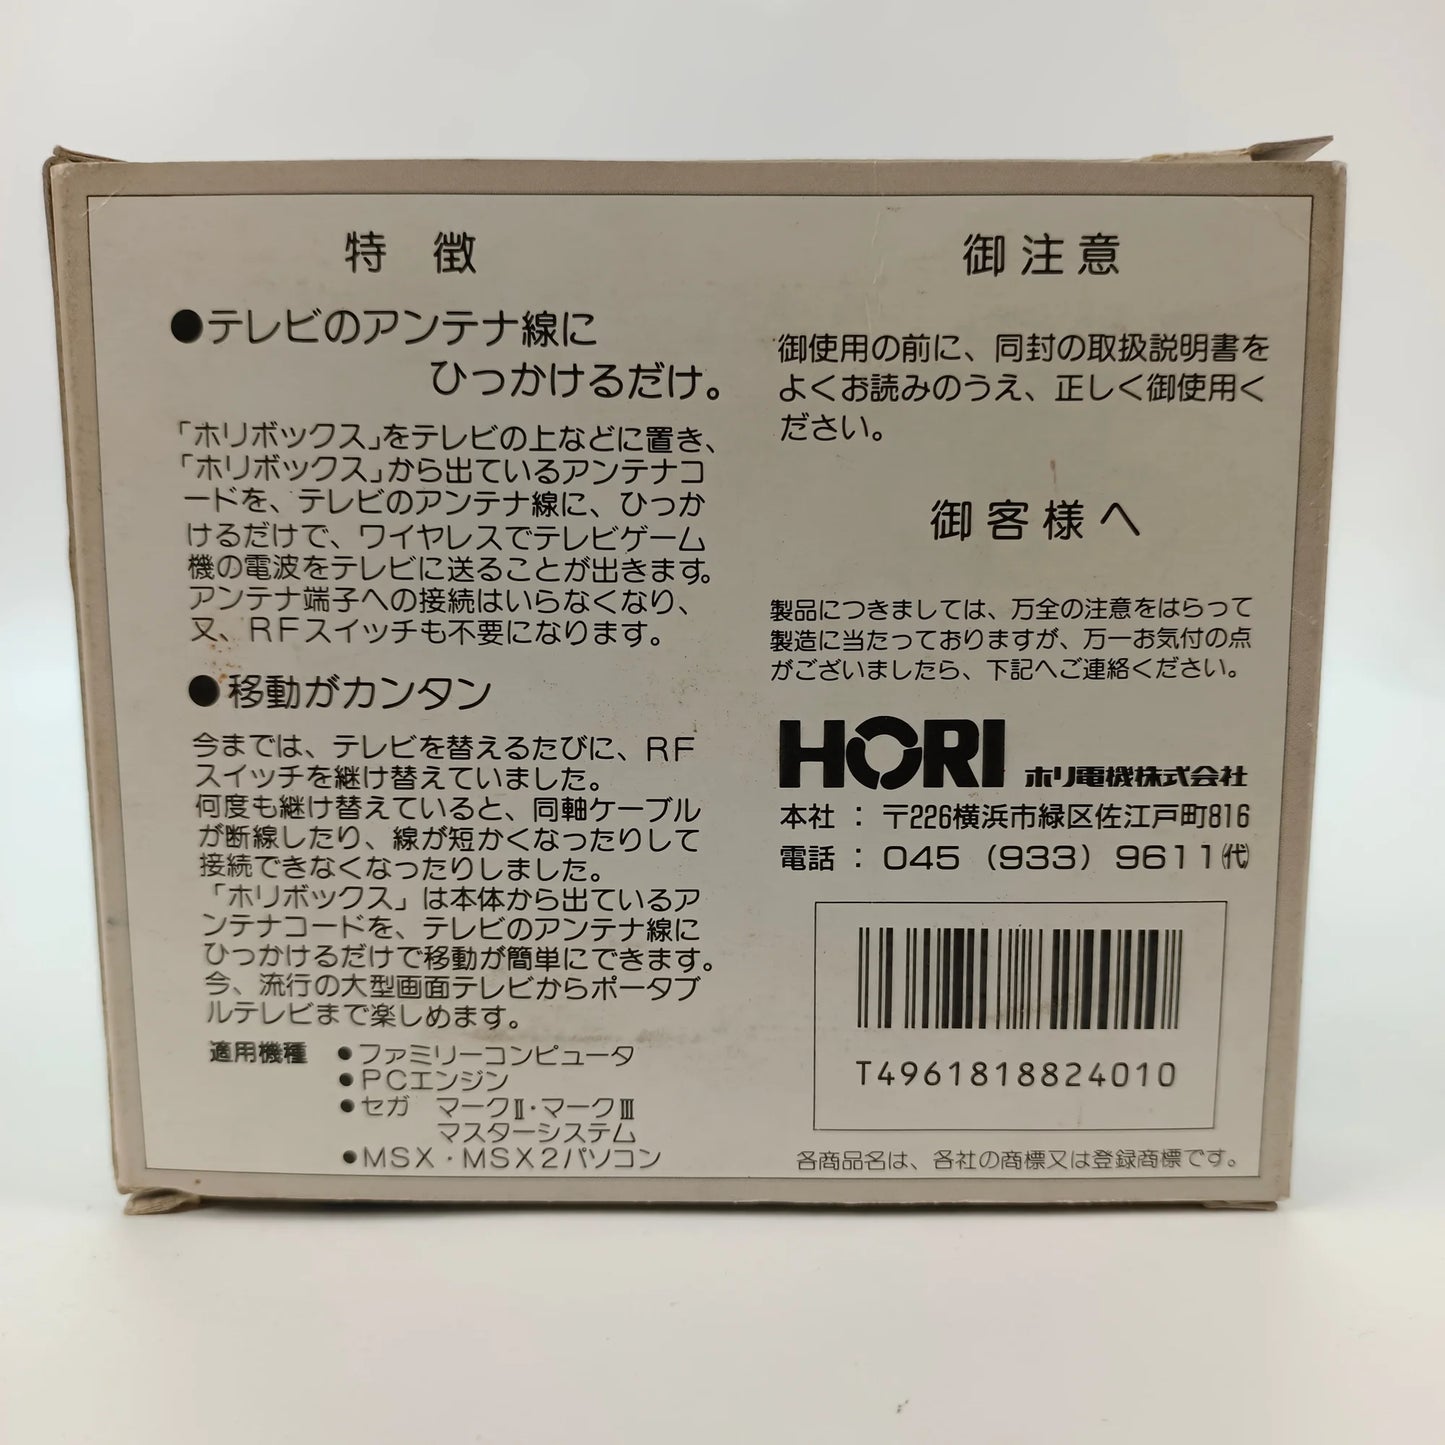 特徴
●テレビのアンテナ線に
ひっかけるだけ。
「ホリボックス」をテレビの上などに置き、
「ホリボックス」から出ているアンテナコ
ードを、テレビのアンテナ線に、ひっか
けるだけで、ワイヤレスでテレビゲーム
機の電波をテレビに送ることが出きます。
アンテナ端子への接続はいらなくなり、
又、RFスイッチも不要になります。
●移動がカンタン
今までは、テレビを替えるたびに、RF
スイッチを継け替えていました。
何度も継け替えていると、同軸ケーブル
が断線したり、線が短かくなったりして
接続できなくなったりしました。
「ホリボックス」は本体から出ているア
ンテナコードを、テレビのアンテナ線に
ひっかけるだけで移動が簡単にできます。
今、流行の大型画面テレビからポータブ
ルテレビまで楽しめます。
適用機種 ●ファミリーコンピュータ
●PCエンジン
●セガ マークⅡ・マークⅢ
マスターシステム
●MSX・MSX2パソコン
御注意
御使用の前に、同封の取扱説明書を
よくお読みのうえ、正しく御使用く
ださい。
御客様へ
製品につきましては、万全の注意をはらって
製造に当たっておりますが、万一お気付の点
がございましたら、下記へご連絡ください。
HORI ホリ電機株式会社
本社：〒226横浜市緑区佐江戸町816
電話：045（933）9611㈹
T4961818824010
各商品名は、各社の商標又は登録商標です。